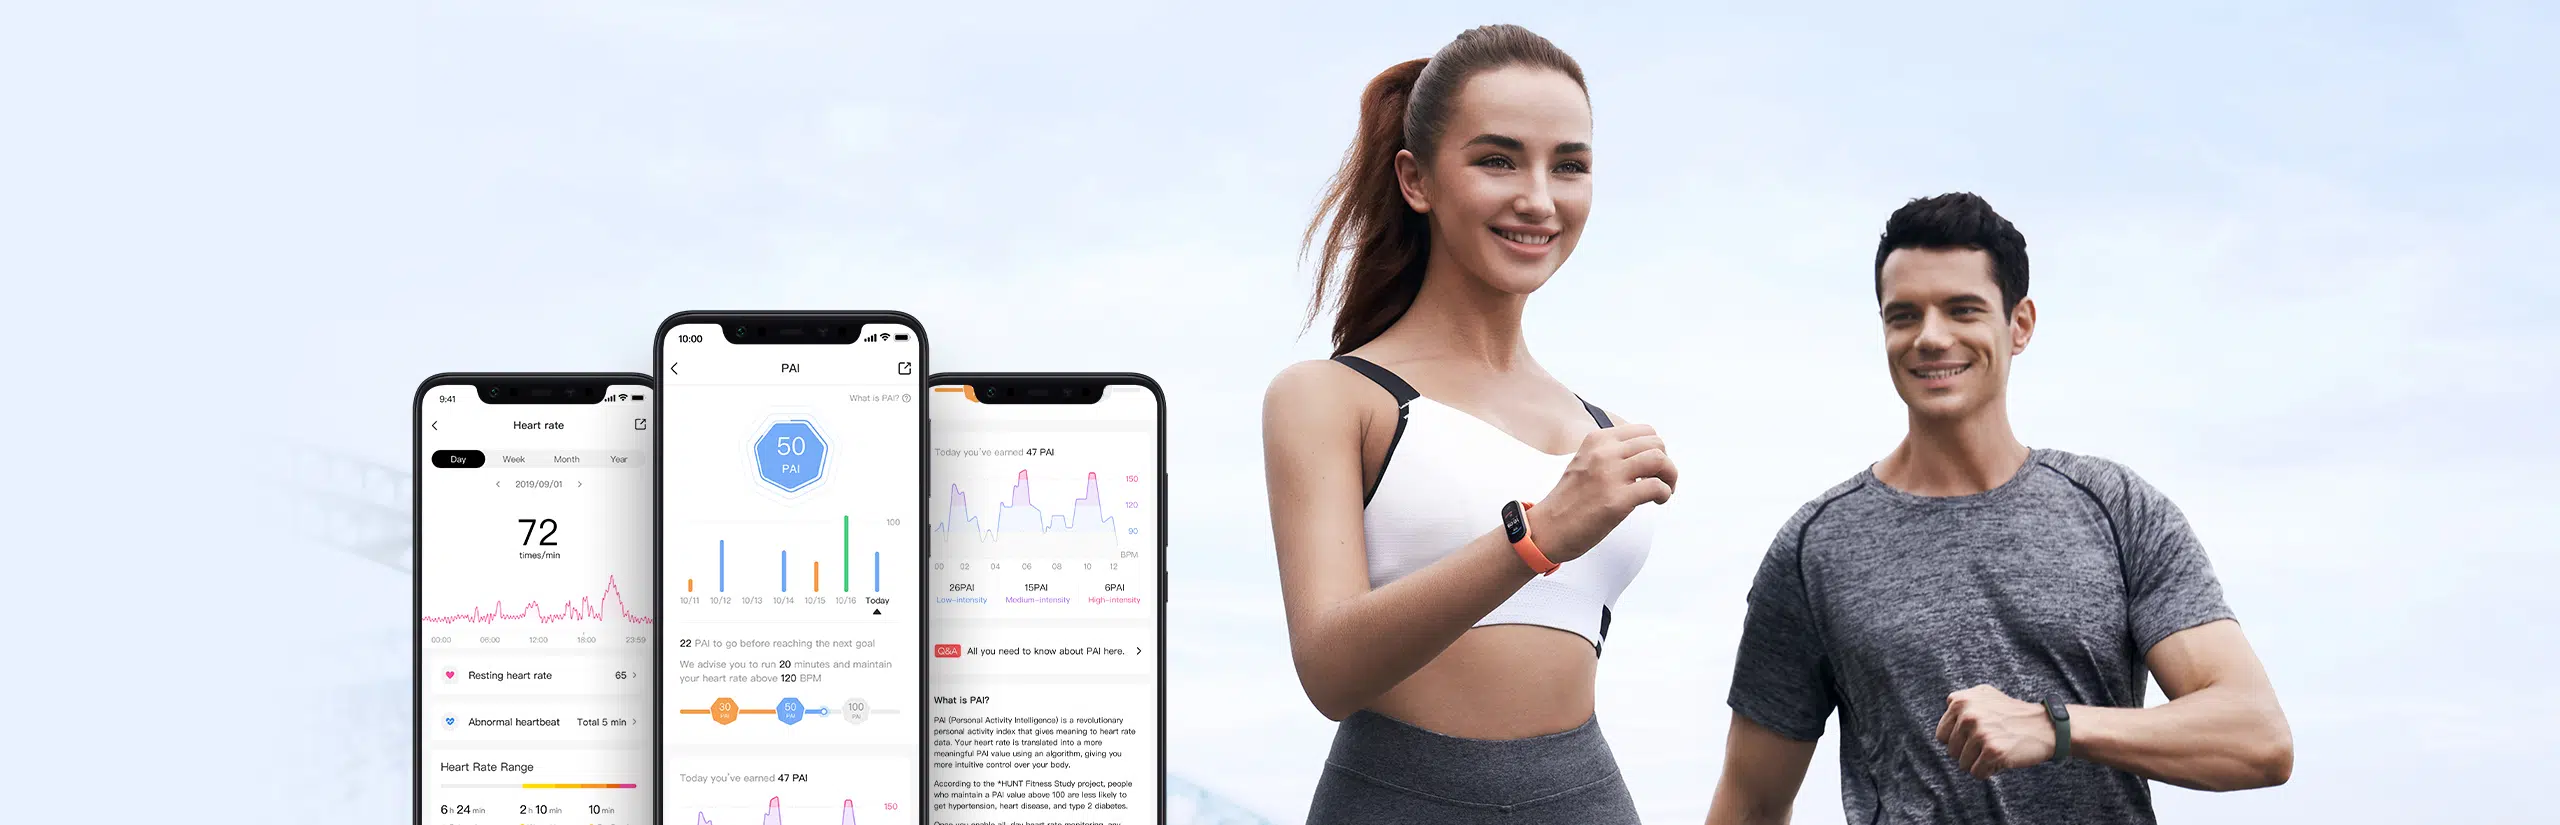 9:41
Heart rate
Day Week Month Year
2019/09/01
72
times/min
00:00 06:00 12:00 18:00 23:59
Resting heart rate 65
Abnormal heartbeat Total 5 min
Heart Rate Range
6 h 24 min 2 h 10 min 10 min
10:00
PAI
What is PAI?
50
PAI
100
10/11 10/12 10/13 10/14 10/15 10/16 Today
22 PAI to go before reaching the next goal
We advise you to run 20 minutes and maintain
your heart rate above 120 BPM
30 PAI 50 PAI 100 PAI
Today you've earned 47 PAI
150
Today you've earned 47 PAI
150
120
90
BPM
00 02 04 06 08 10 12
26PAI 15PAI 6PAI
Low-intensity Medium-intensity High-intensity
Q&A All you need to know about PAI here.
What is PAI?
PAI (Personal Activity Intelligence) is a revolutionary
personal activity index that gives meaning to heart rate
data. Your heart rate is translated into a more
meaningful PAI value using an algorithm, giving you
more intuitive control over your body.
According to the *HUNT Fitness Study project, people
who maintain a PAI value above 100 are less likely to
get hypertension, heart disease, and type 2 diabetes.